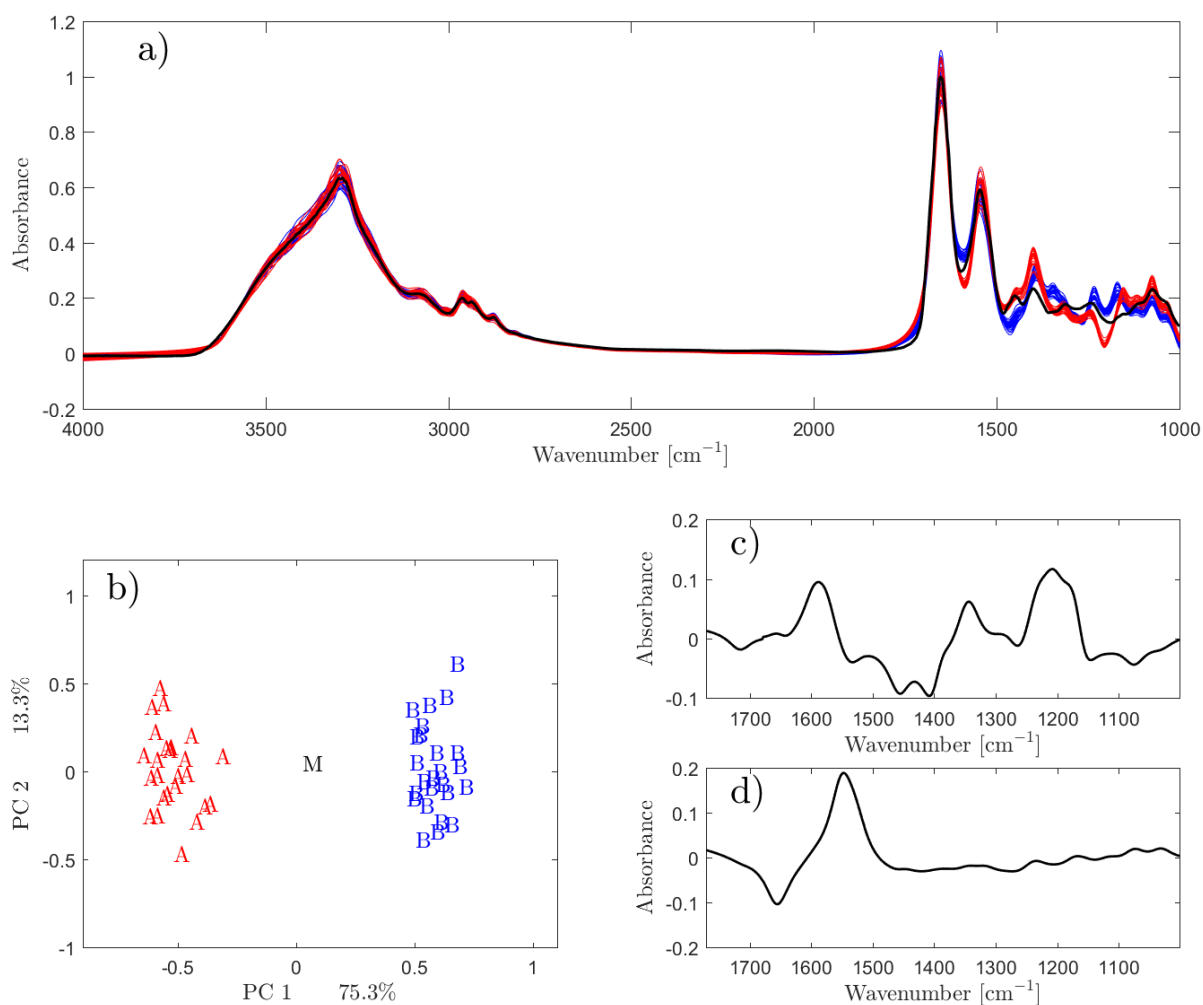 a)
1.2
1
0.8
0.6
0.4
0.2
0
-0.2
Absorbance
4000 3500 3000 2500 2000 1500 1000
Wavenumber [cm⁻¹]
b)
1
0.5
0
-0.5
-1
PC 2 13.3%
A A A A A A A A A A A A A A A A A A A A A A A A A A
M
B B B B B B B B B B B B B B B B B B B B B B B B B B
-0.5 0 0.5 1
PC 1 75.3%
c)
0.2
0.1
0
-0.1
Absorbance
1700 1600 1500 1400 1300 1200 1100
Wavenumber [cm⁻¹]
d)
0.2
0.1
0
-0.1
-0.2
Absorbance
1700 1600 1500 1400 1300 1200 1100
Wavenumber [cm⁻¹]